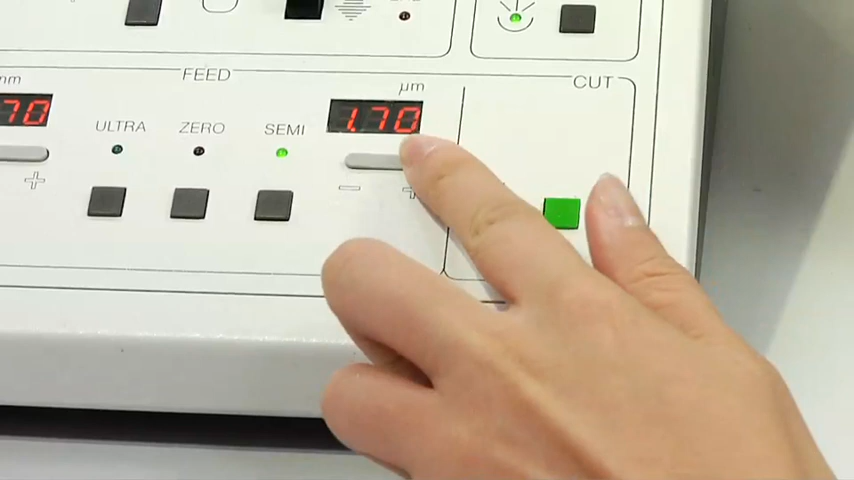 FEED
CUT
nm
µm
70
1.70
ULTRA
ZERO
SEMI
+
−
+